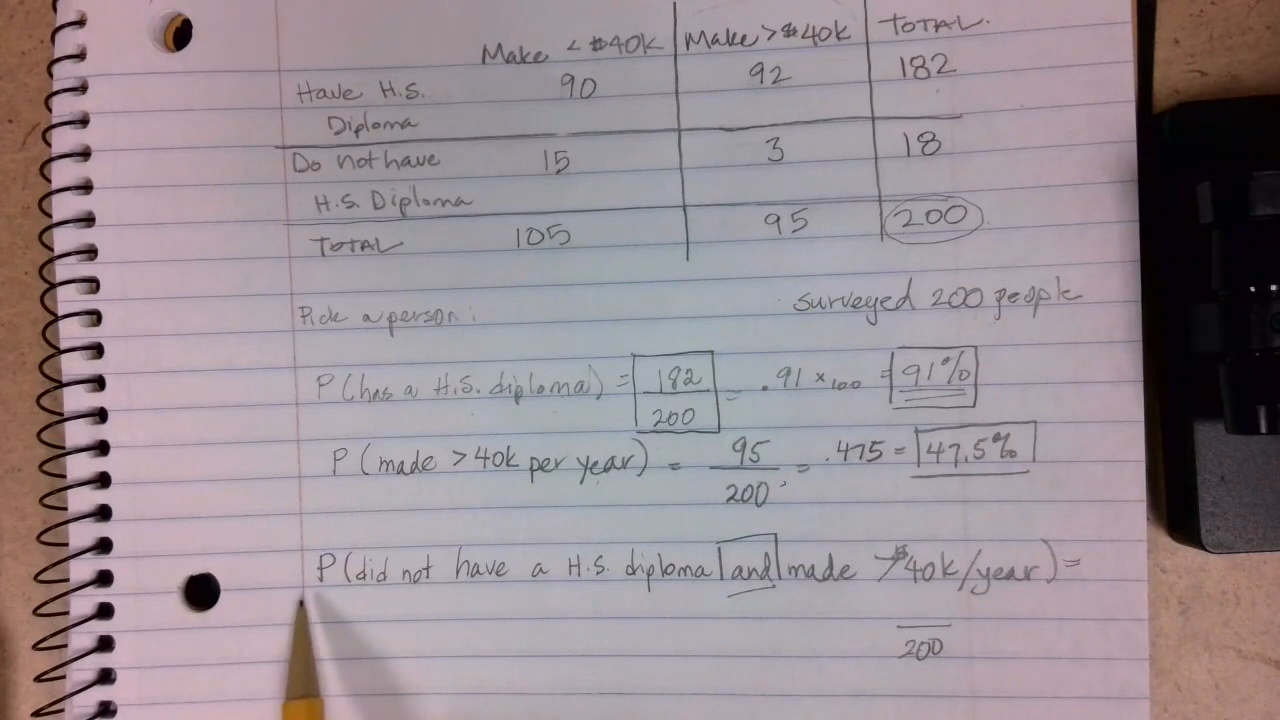 Make < $40K Make > $40K TOTAL.
Have H.S. 90 92 182
Diploma
Do not have 15 3 18
H.S. Diploma
TOTAL 105 95 200
Pick a person: surveyed 200 people
P(has a H.S. diploma) = 182/200 = .91 × 100 = 91%
P(made > 40k per year) = 95/200 = .475 = 47.5%
P(did not have a H.S. diploma and made >$40k/year) =
/200